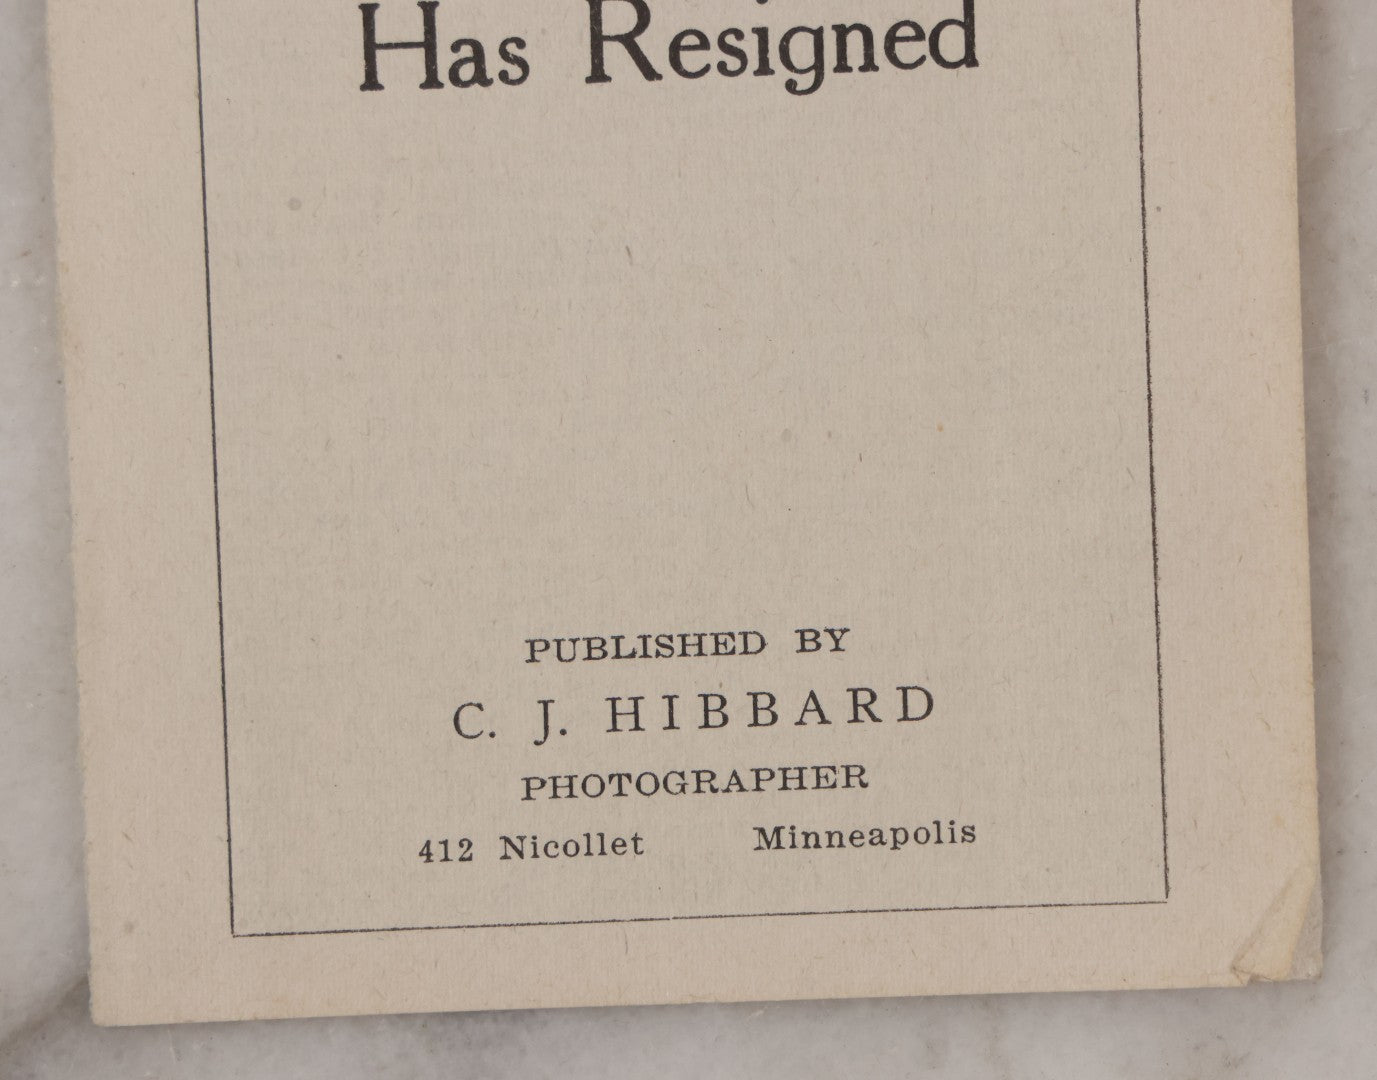 Has Resigned
PUBLISHED BY
C. J. HIBBARD
PHOTOGRAPHER
412 Nicollet Minneapolis